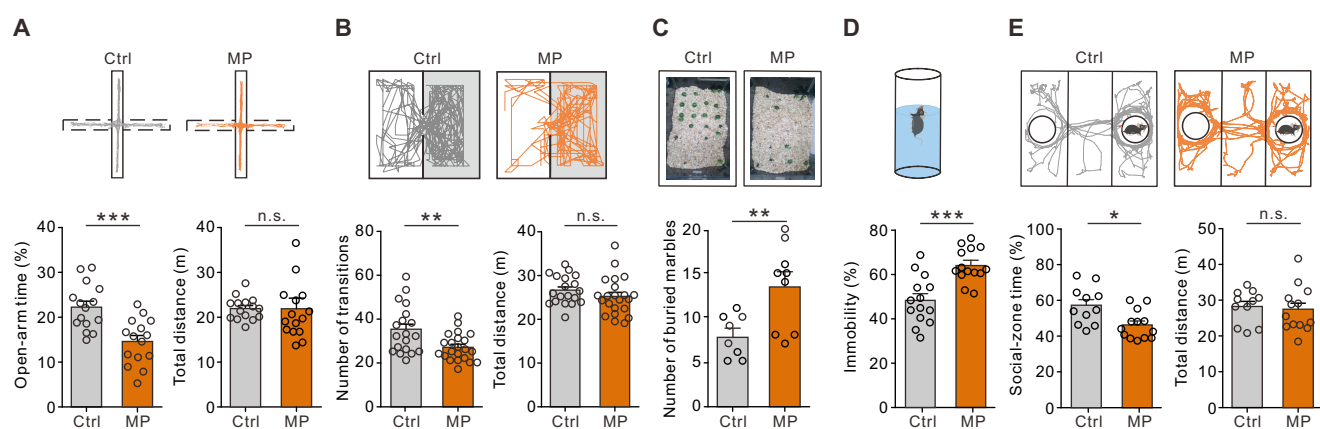 A
B
C
D
E
Ctrl
MP
Ctrl
MP
Ctrl
MP
Ctrl
MP
Open-arm time (%)
40
30
20
10
0
***
Ctrl
MP
Total distance (m)
40
30
20
10
0
n.s.
Ctrl
MP
Number of transitions
80
60
40
20
0
**
Ctrl
MP
Total distance (m)
40
30
20
10
0
n.s.
Ctrl
MP
Number of buried marbles
20
15
10
5
0
**
Ctrl
MP
Immobility (%)
80
60
40
20
0
***
Ctrl
MP
Social-zone time (%)
100
80
60
40
20
0
*
Ctrl
MP
Total distance (m)
50
40
30
20
10
0
n.s.
Ctrl
MP